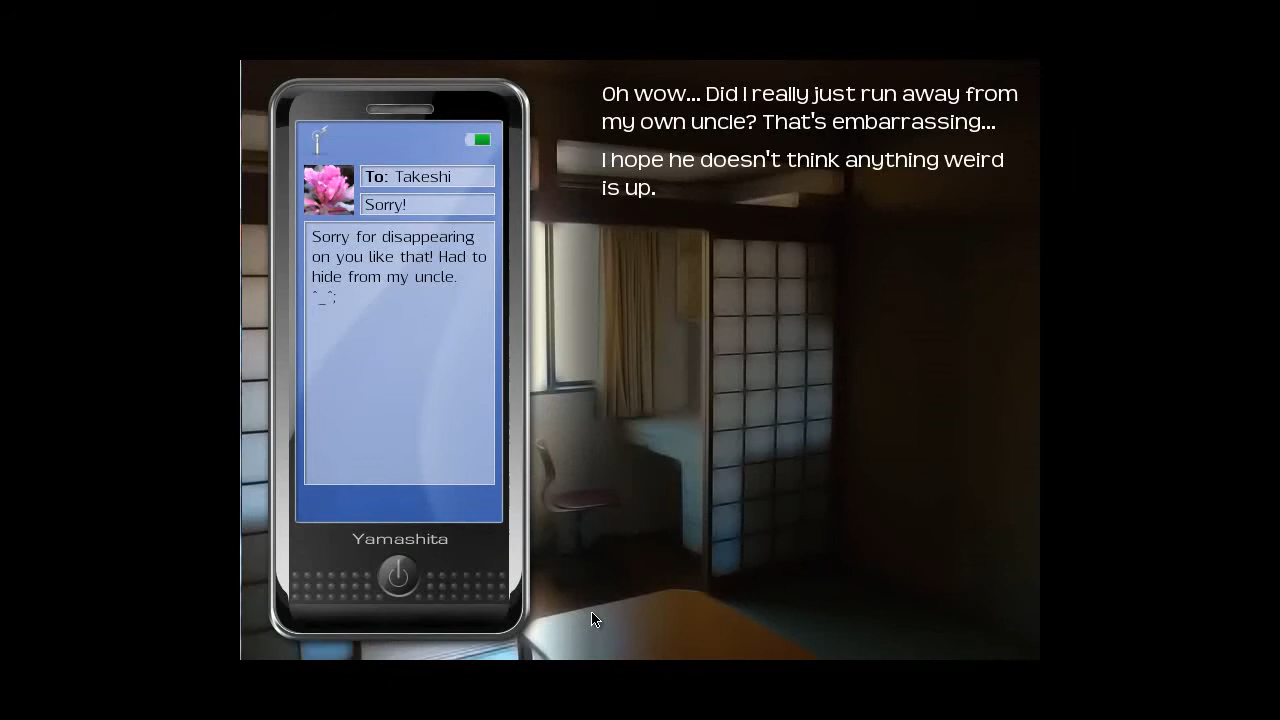 To: Takeshi
Sorry!
Sorry for disappearing
on you like that! Had to
hide from my uncle.
^_^;
Yamashita
Oh wow... Did I really just run away from
my own uncle? That's embarrassing...
I hope he doesn't think anything weird
is up.